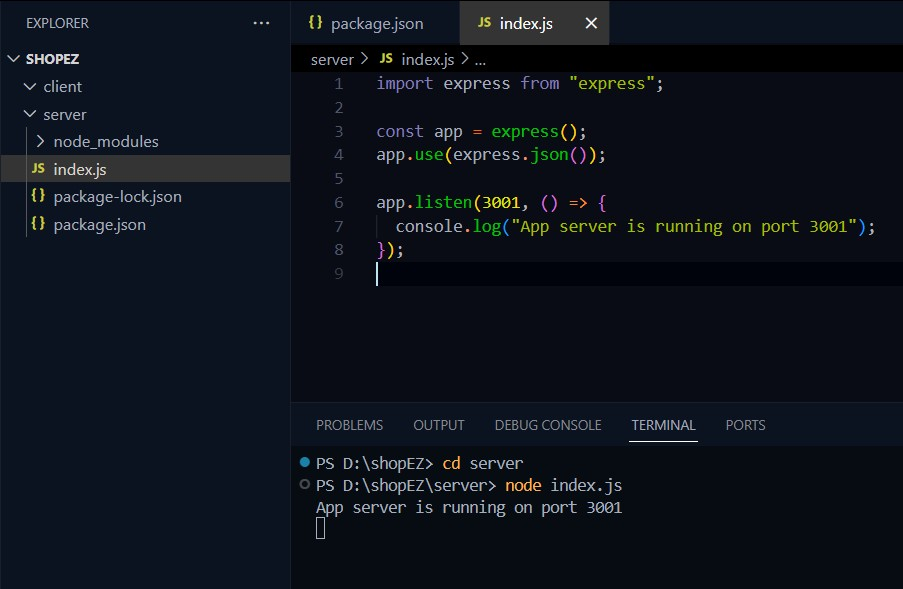 EXPLORER ...
SHOPEZ
client
server
node_modules
JS index.js
{} package-lock.json
{} package.json
{} package.json JS index.js ×
server > JS index.js > ...
1 import express from "express";
2
3 const app = express();
4 app.use(express.json());
5
6 app.listen(3001, () => {
7 console.log("App server is running on port 3001");
8 });
9
PROBLEMS OUTPUT DEBUG CONSOLE TERMINAL PORTS
PS D:\shopEZ> cd server
PS D:\shopEZ\server> node index.js
App server is running on port 3001